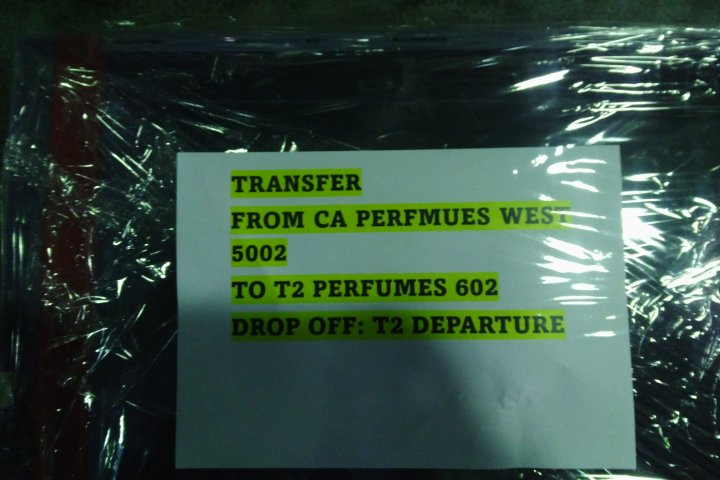 TRANSFER
FROM CA PERFMUES WEST
5002
TO T2 PERFUMES 602
DROP OFF: T2 DEPARTURE